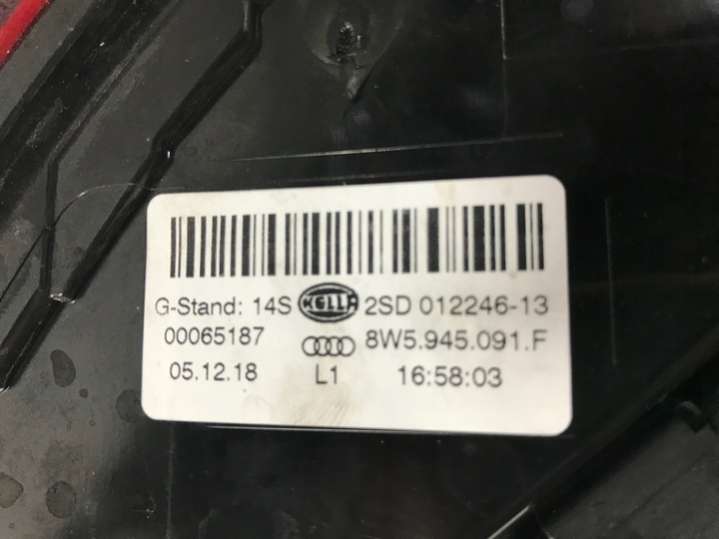 G-Stand: 14S HELLA 2SD 012246-13
00065187 8W5.945.091.F
05.12.18 L1 16:58:03